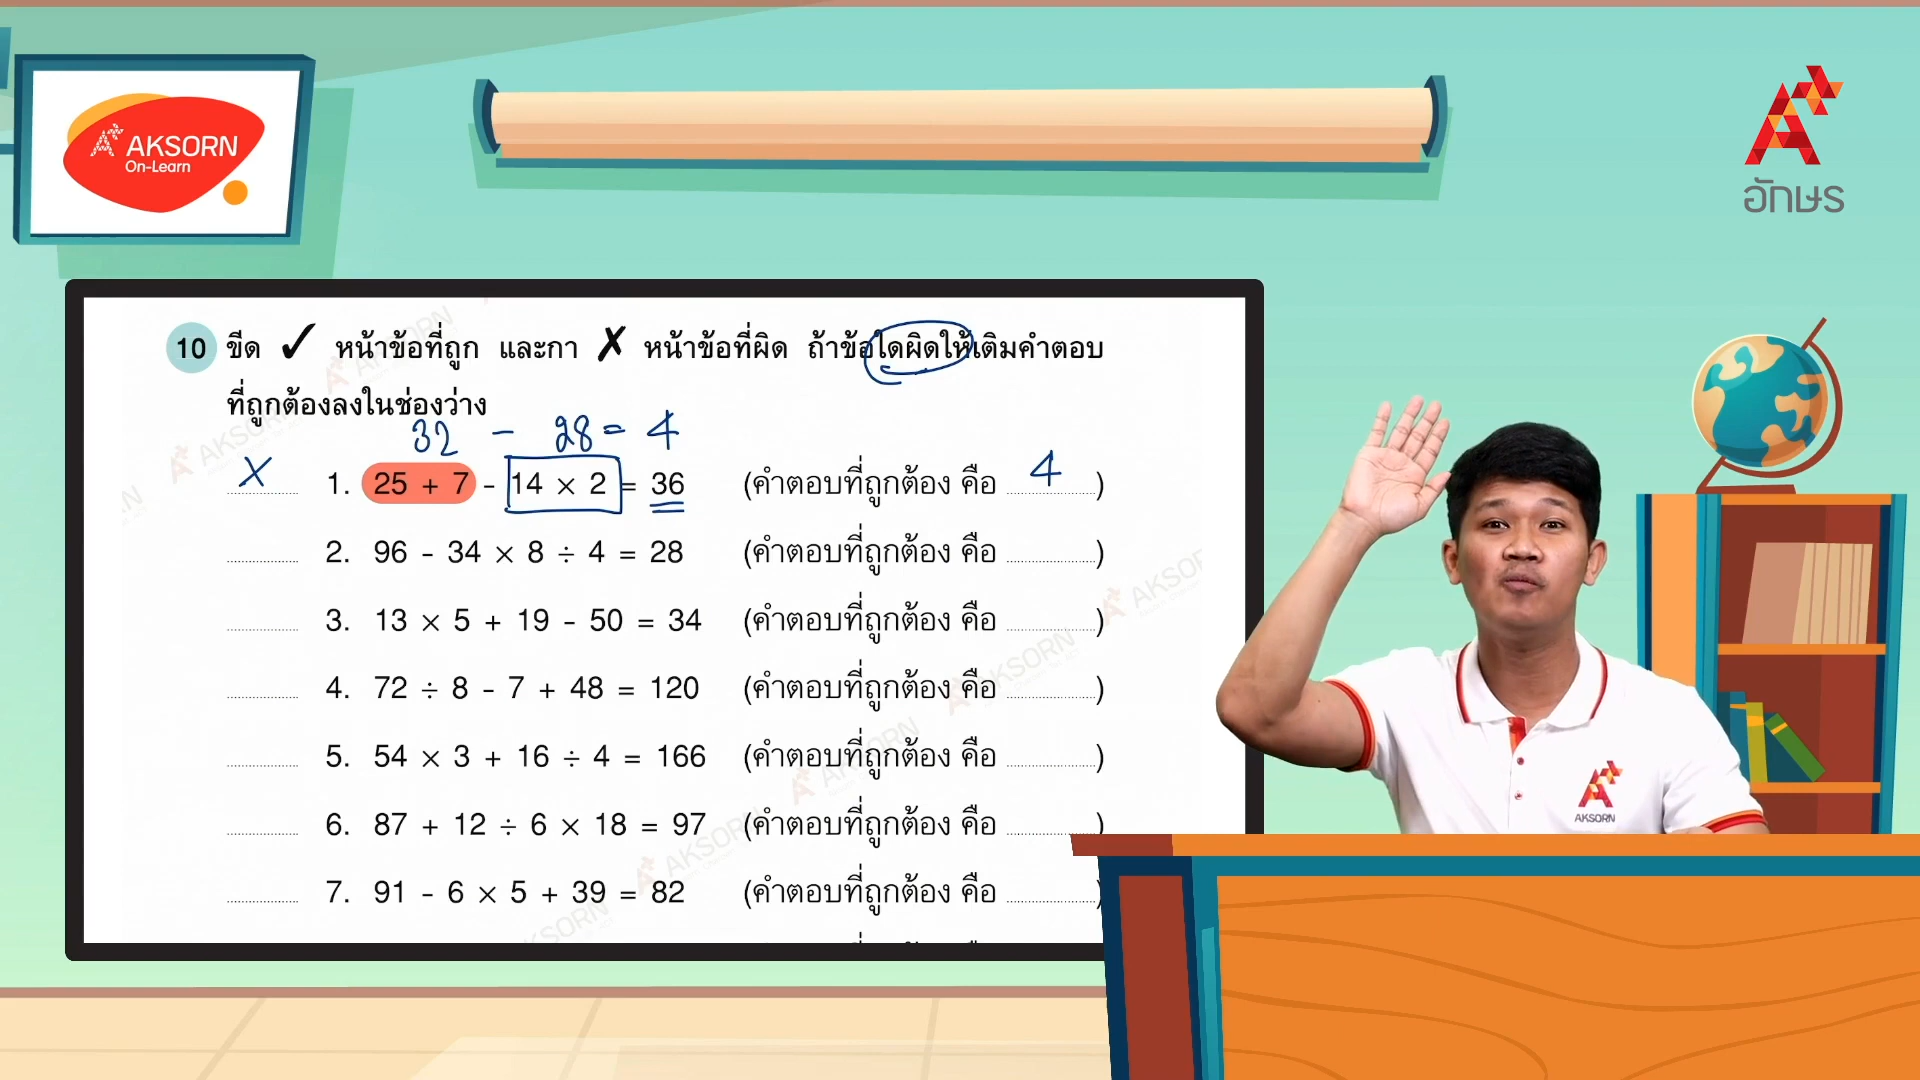 AKSORN
On-Learn
อักษร
10 ขีด ✓ หน้าข้อที่ถูก และกา ✗ หน้าข้อที่ผิด ถ้าข้อใดผิดให้เติมคำตอบ
ที่ถูกต้องลงในช่องว่าง
32 - 28 = 4
X 1. 25 + 7 - 14 × 2 = 36 (คำตอบที่ถูกต้อง คือ 4)
2. 96 - 34 × 8 ÷ 4 = 28 (คำตอบที่ถูกต้อง คือ ..........)
3. 13 × 5 + 19 - 50 = 34 (คำตอบที่ถูกต้อง คือ ..........)
4. 72 ÷ 8 - 7 + 48 = 120 (คำตอบที่ถูกต้อง คือ ..........)
5. 54 × 3 + 16 ÷ 4 = 166 (คำตอบที่ถูกต้อง คือ ..........)
6. 87 + 12 ÷ 6 × 18 = 97 (คำตอบที่ถูกต้อง คือ ..........)
7. 91 - 6 × 5 + 39 = 82 (คำตอบที่ถูกต้อง คือ ..........)
AKSORN